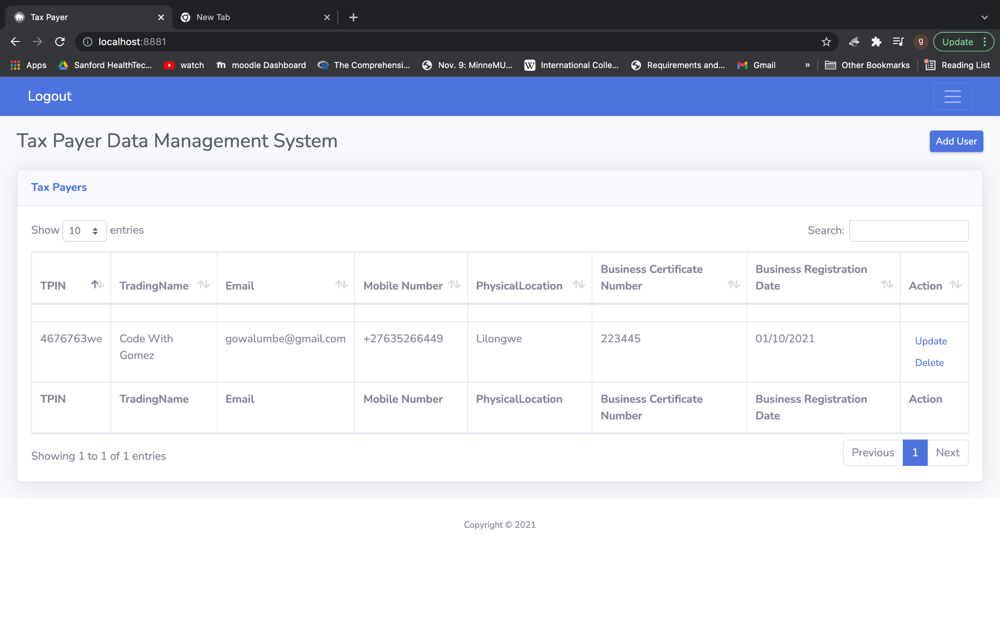 Tax Payer
New Tab
localhost:8881
g
Update
Apps
Sanford HealthTec...
watch
moodle Dashboard
The Comprehensi...
Nov. 9: MinneMU...
International Colle...
Requirements and...
Gmail
»
Other Bookmarks
Reading List
Logout
Tax Payer Data Management System
Add User
Tax Payers
Show 10 entries
Search:
TPIN TradingName Email Mobile Number PhysicalLocation Business Certificate Number Business Registration Date Action
4676763we Code With Gomez gowalumbe@gmail.com +27635266449 Lilongwe 223445 01/10/2021 Update
Delete
TPIN TradingName Email Mobile Number PhysicalLocation Business Certificate Number Business Registration Date Action
Showing 1 to 1 of 1 entries
Previous 1 Next
Copyright © 2021